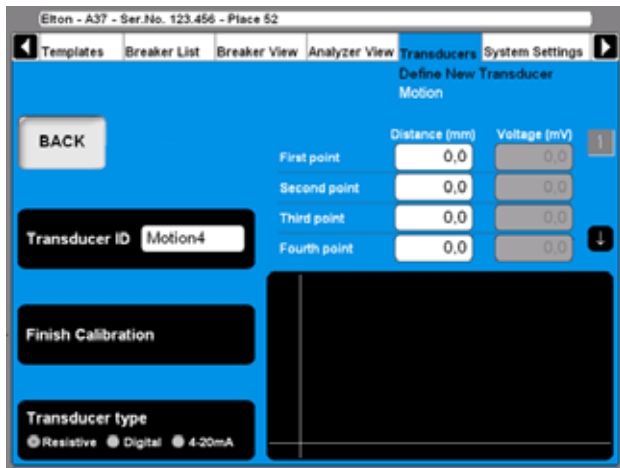 Elton - A37 - Ser.No. 123.456 - Place 52
Templates Breaker List Breaker View Analyzer View Transducers System Settings
Define New Transducer
Motion
BACK
Distance (mm) Voltage (mV)
1
First point 0,0 0,0
Second point 0,0 0,0
Third point 0,0 0,0
Transducer ID Motion4
Fourth point 0,0 0,0
↓
Finish Calibration
Transducer type
Resistive Digital 4-20mA